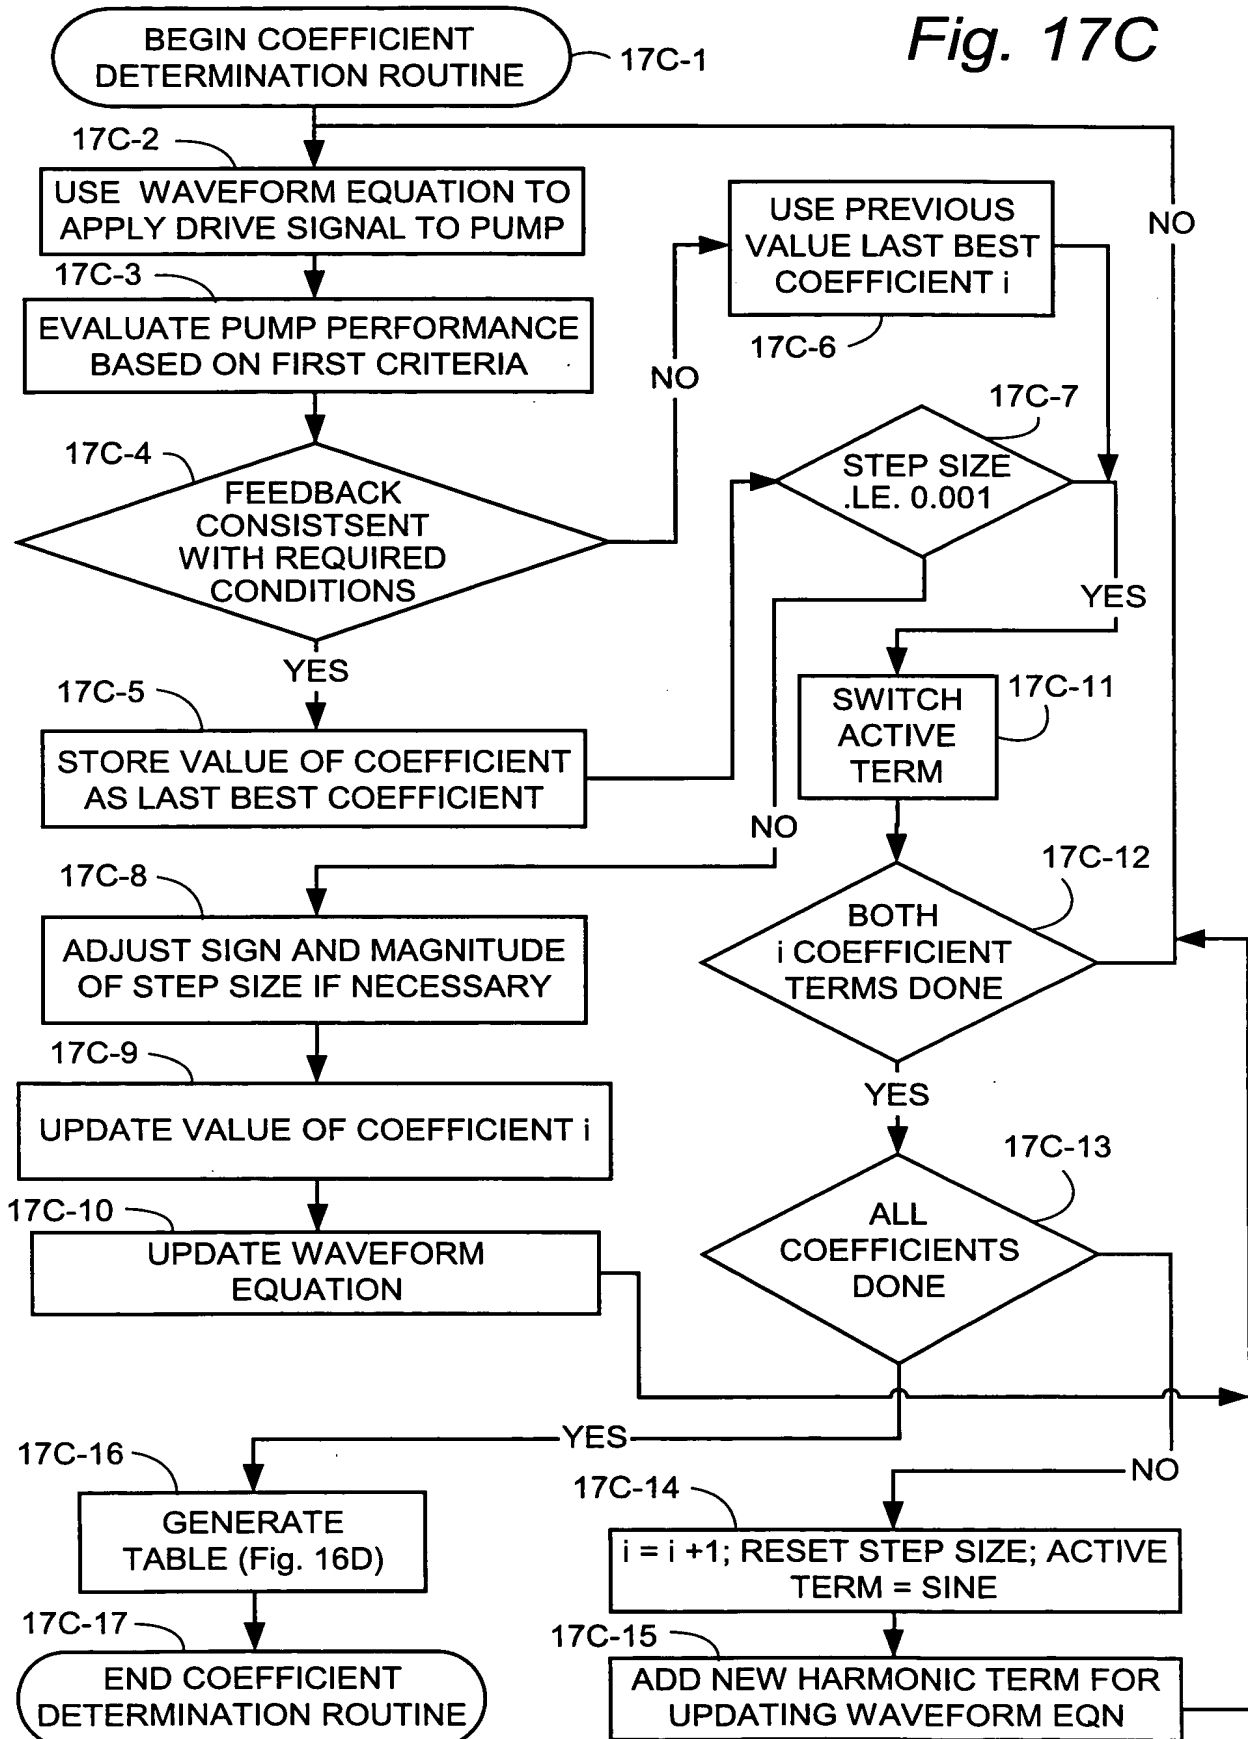 Fig. 17C
BEGIN COEFFICIENT
DETERMINATION ROUTINE
17C-1
17C-2
USE WAVEFORM EQUATION TO
APPLY DRIVE SIGNAL TO PUMP
17C-3
EVALUATE PUMP PERFORMANCE
BASED ON FIRST CRITERIA
17C-4
FEEDBACK
CONSISTSENT
WITH REQUIRED
CONDITIONS
NO
YES
17C-5
STORE VALUE OF COEFFICIENT
AS LAST BEST COEFFICIENT
USE PREVIOUS
VALUE LAST BEST
COEFFICIENT i
17C-6
17C-7
STEP SIZE
.LE. 0.001
YES
NO
17C-8
ADJUST SIGN AND MAGNITUDE
OF STEP SIZE IF NECESSARY
17C-9
UPDATE VALUE OF COEFFICIENT i
17C-10
UPDATE WAVEFORM
EQUATION
17C-11
SWITCH
ACTIVE
TERM
17C-12
BOTH
i COEFFICIENT
TERMS DONE
NO
YES
17C-13
ALL
COEFFICIENTS
DONE
YES
NO
17C-14
i = i +1; RESET STEP SIZE; ACTIVE
TERM = SINE
17C-15
ADD NEW HARMONIC TERM FOR
UPDATING WAVEFORM EQN
17C-16
GENERATE
TABLE (Fig. 16D)
17C-17
END COEFFICIENT
DETERMINATION ROUTINE